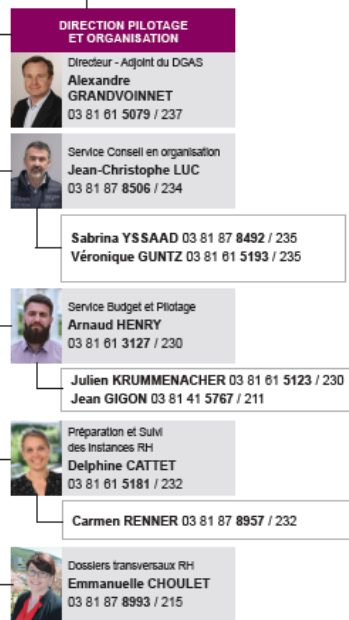 DIRECTION PILOTAGE
ET ORGANISATION
Directeur - Adjoint du DGAS
Alexandre
GRANDVOINNET
03 81 61 5079 / 237
Service Conseil en organisation
Jean-Christophe LUC
03 81 87 8506 / 234
Sabrina YSSAAD 03 81 87 8492 / 235
Véronique GUNTZ 03 81 61 5193 / 235
Service Budget et Pilotage
Arnaud HENRY
03 81 61 3127 / 230
Julien KRUMMENACHER 03 81 61 5123 / 230
Jean GIGON 03 81 41 5767 / 211
Préparation et Suivi
des Instances RH
Delphine CATTET
03 81 61 5181 / 232
Carmen RENNER 03 81 87 8957 / 232
Dossiers transversaux RH
Emmanuelle CHOULET
03 81 87 8993 / 215